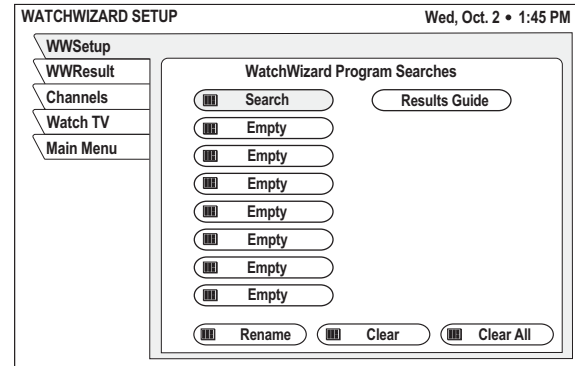 WATCHWIZARD SETUP
Wed, Oct. 2 • 1:45 PM
WWSetup
WWResult
Channels
Watch TV
Main Menu
WatchWizard Program Searches
Search
Results Guide
Empty
Empty
Empty
Empty
Empty
Empty
Empty
Rename
Clear
Clear All